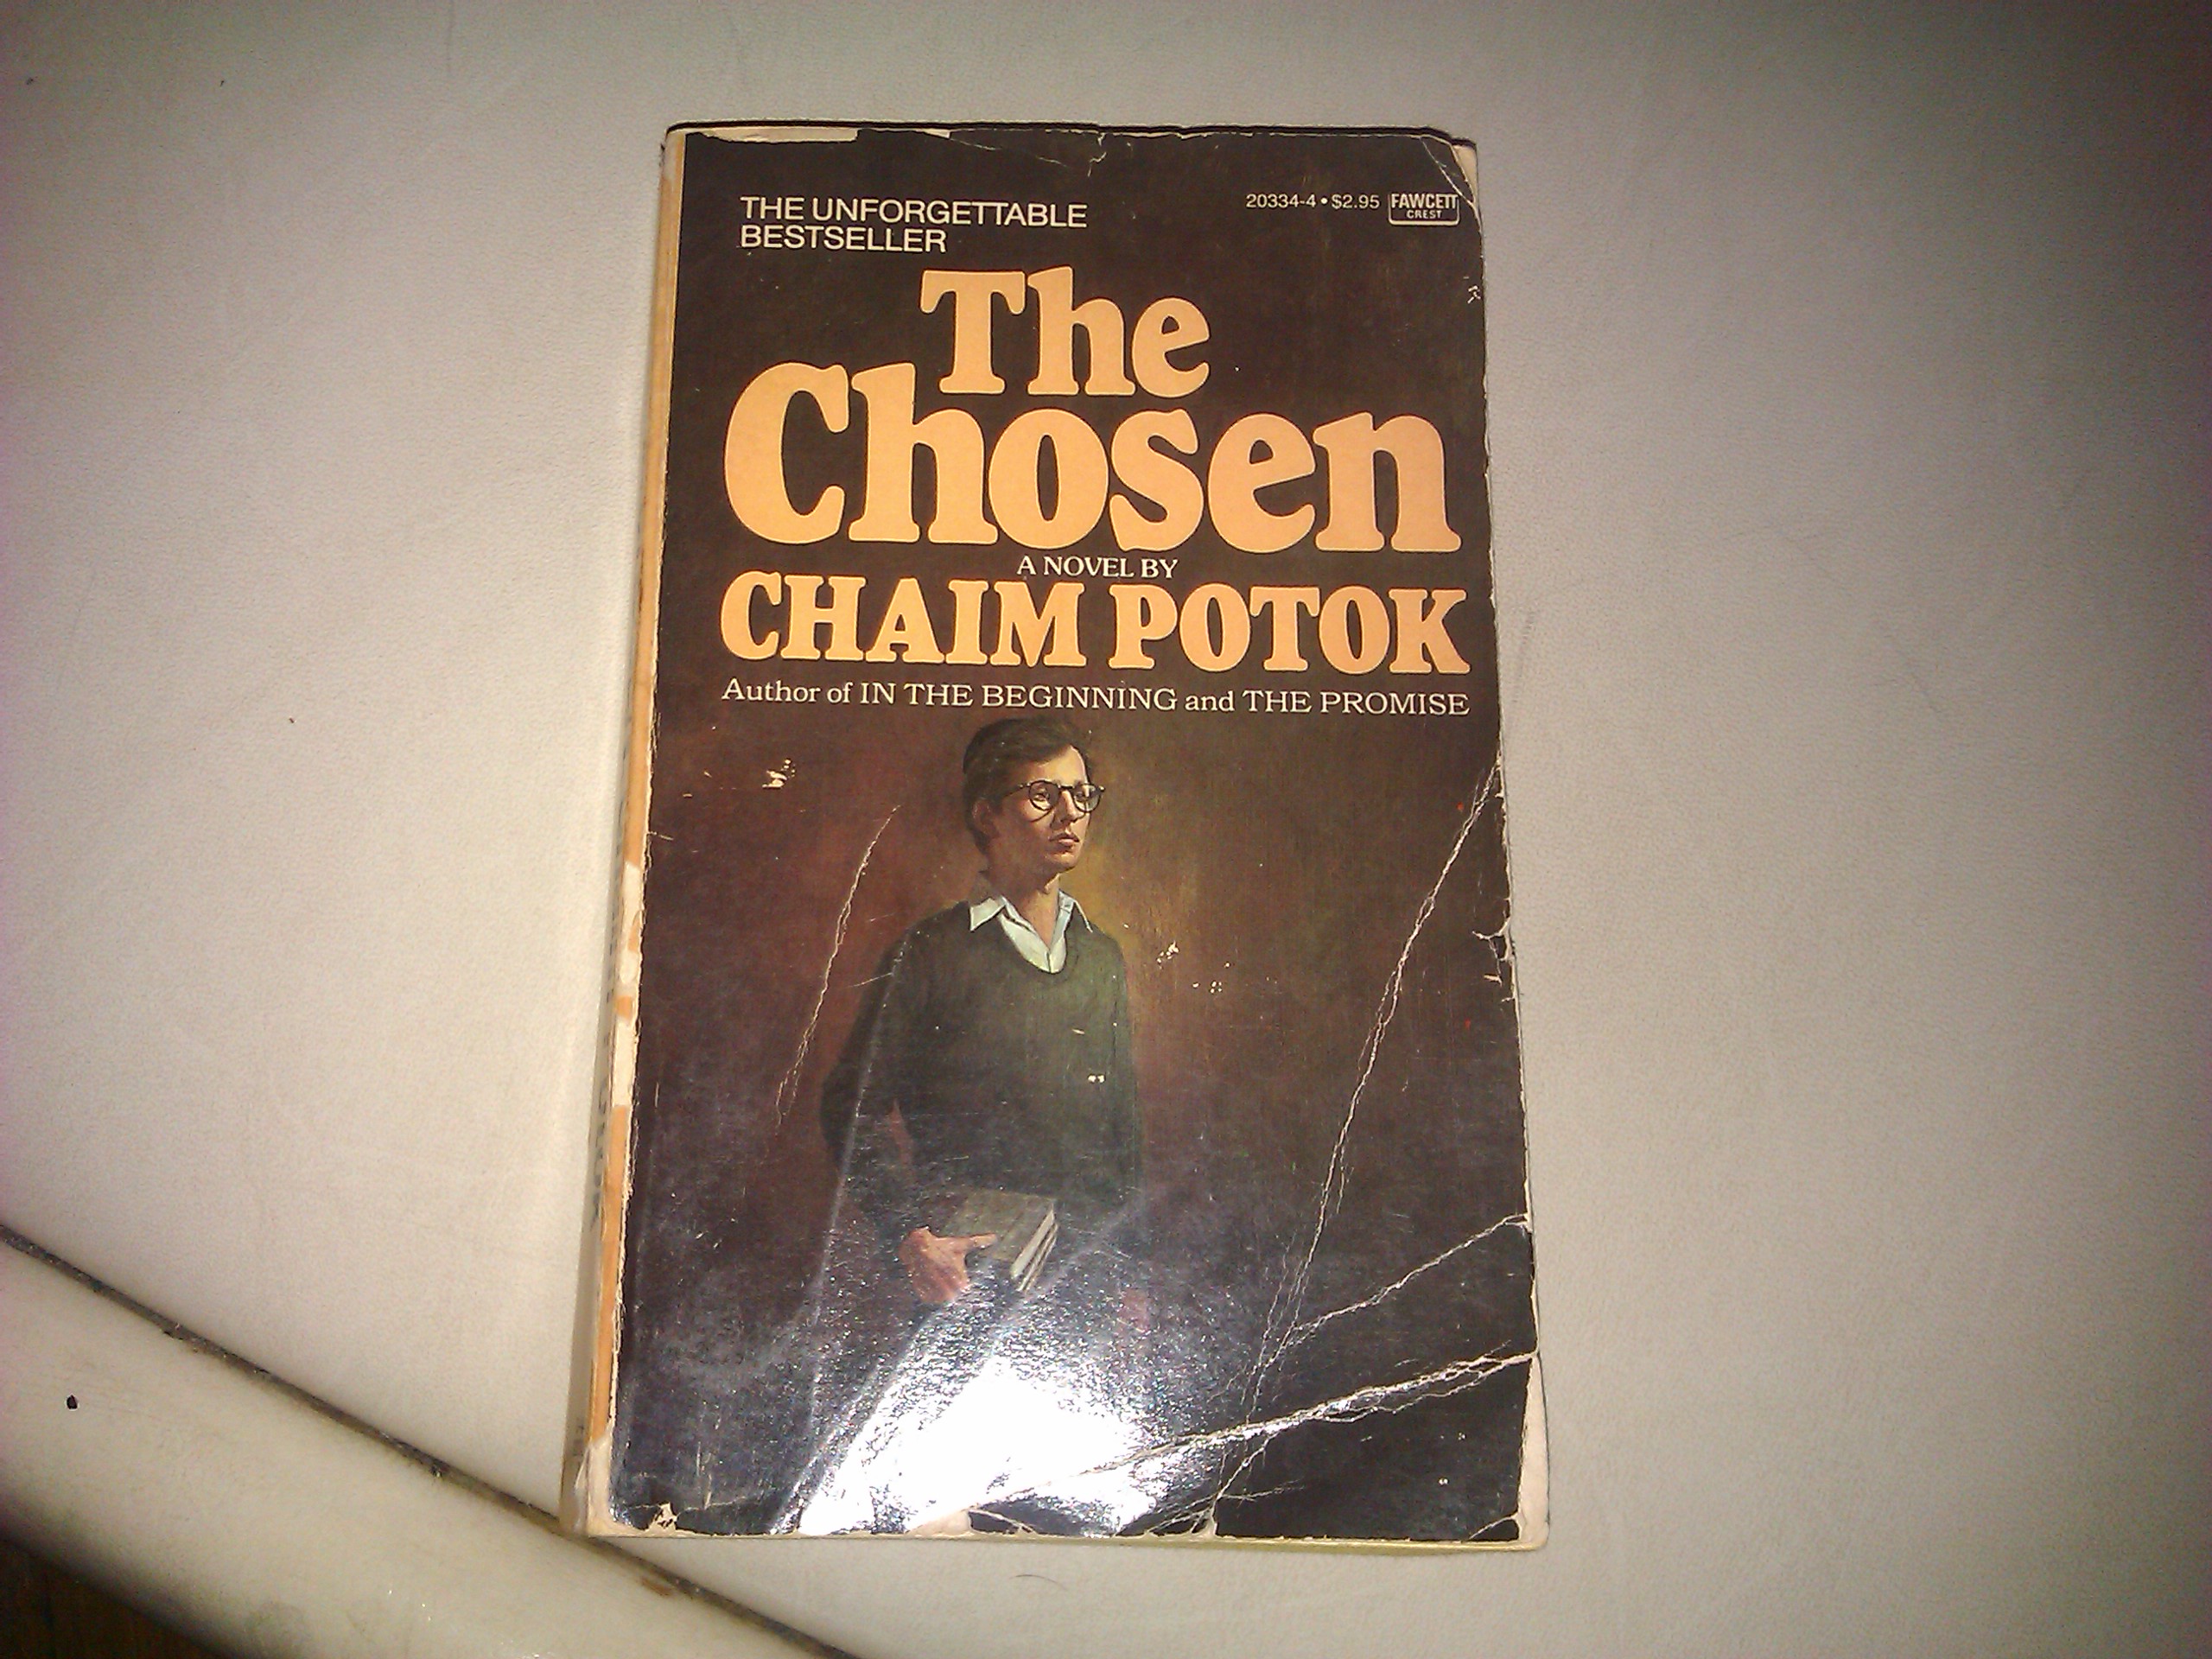 THE UNFORGETTABLE
BESTSELLER
20334-4 • $2.95
FAWCETT
CREST
The
Chosen
A NOVEL BY
CHAIM POTOK
Author of IN THE BEGINNING and THE PROMISE